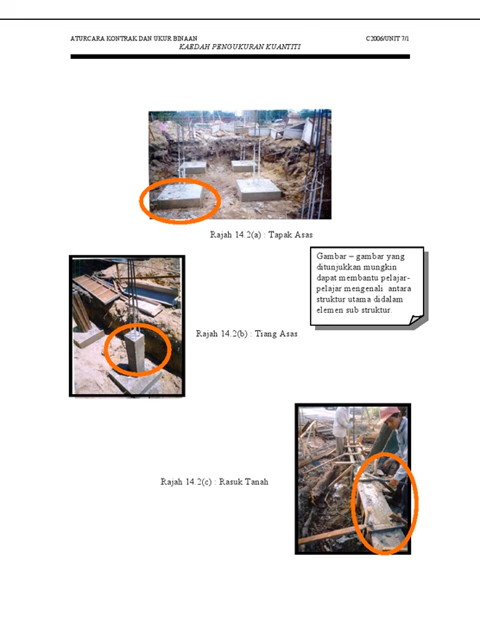 ATURCARA KONTRAK DAN UKUR BINAAN C2006/UNIT 7/1
KAEDAH PENGUKURAN KUANTITI
Rajah 14.2(a) : Tapak Asas
Gambar – gambar yang
ditunjukkan mungkin
dapat membantu pelajar-
pelajar mengenali antara
struktur utama didalam
elemen sub struktur.
Rajah 14.2(b) : Tiang Asas
Rajah 14.2(c) : Rasuk Tanah